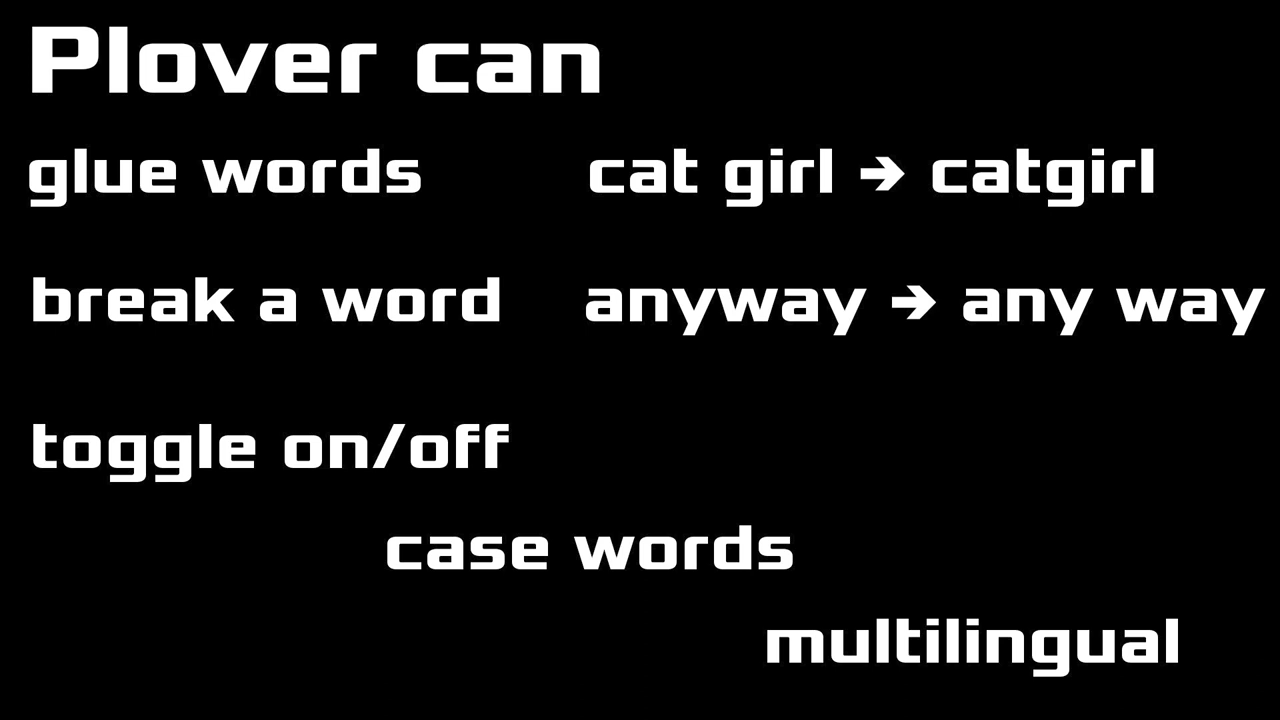 Plover can
glue words cat girl → catgirl
break a word anyway → any way
toggle on/off
case words
multilingual